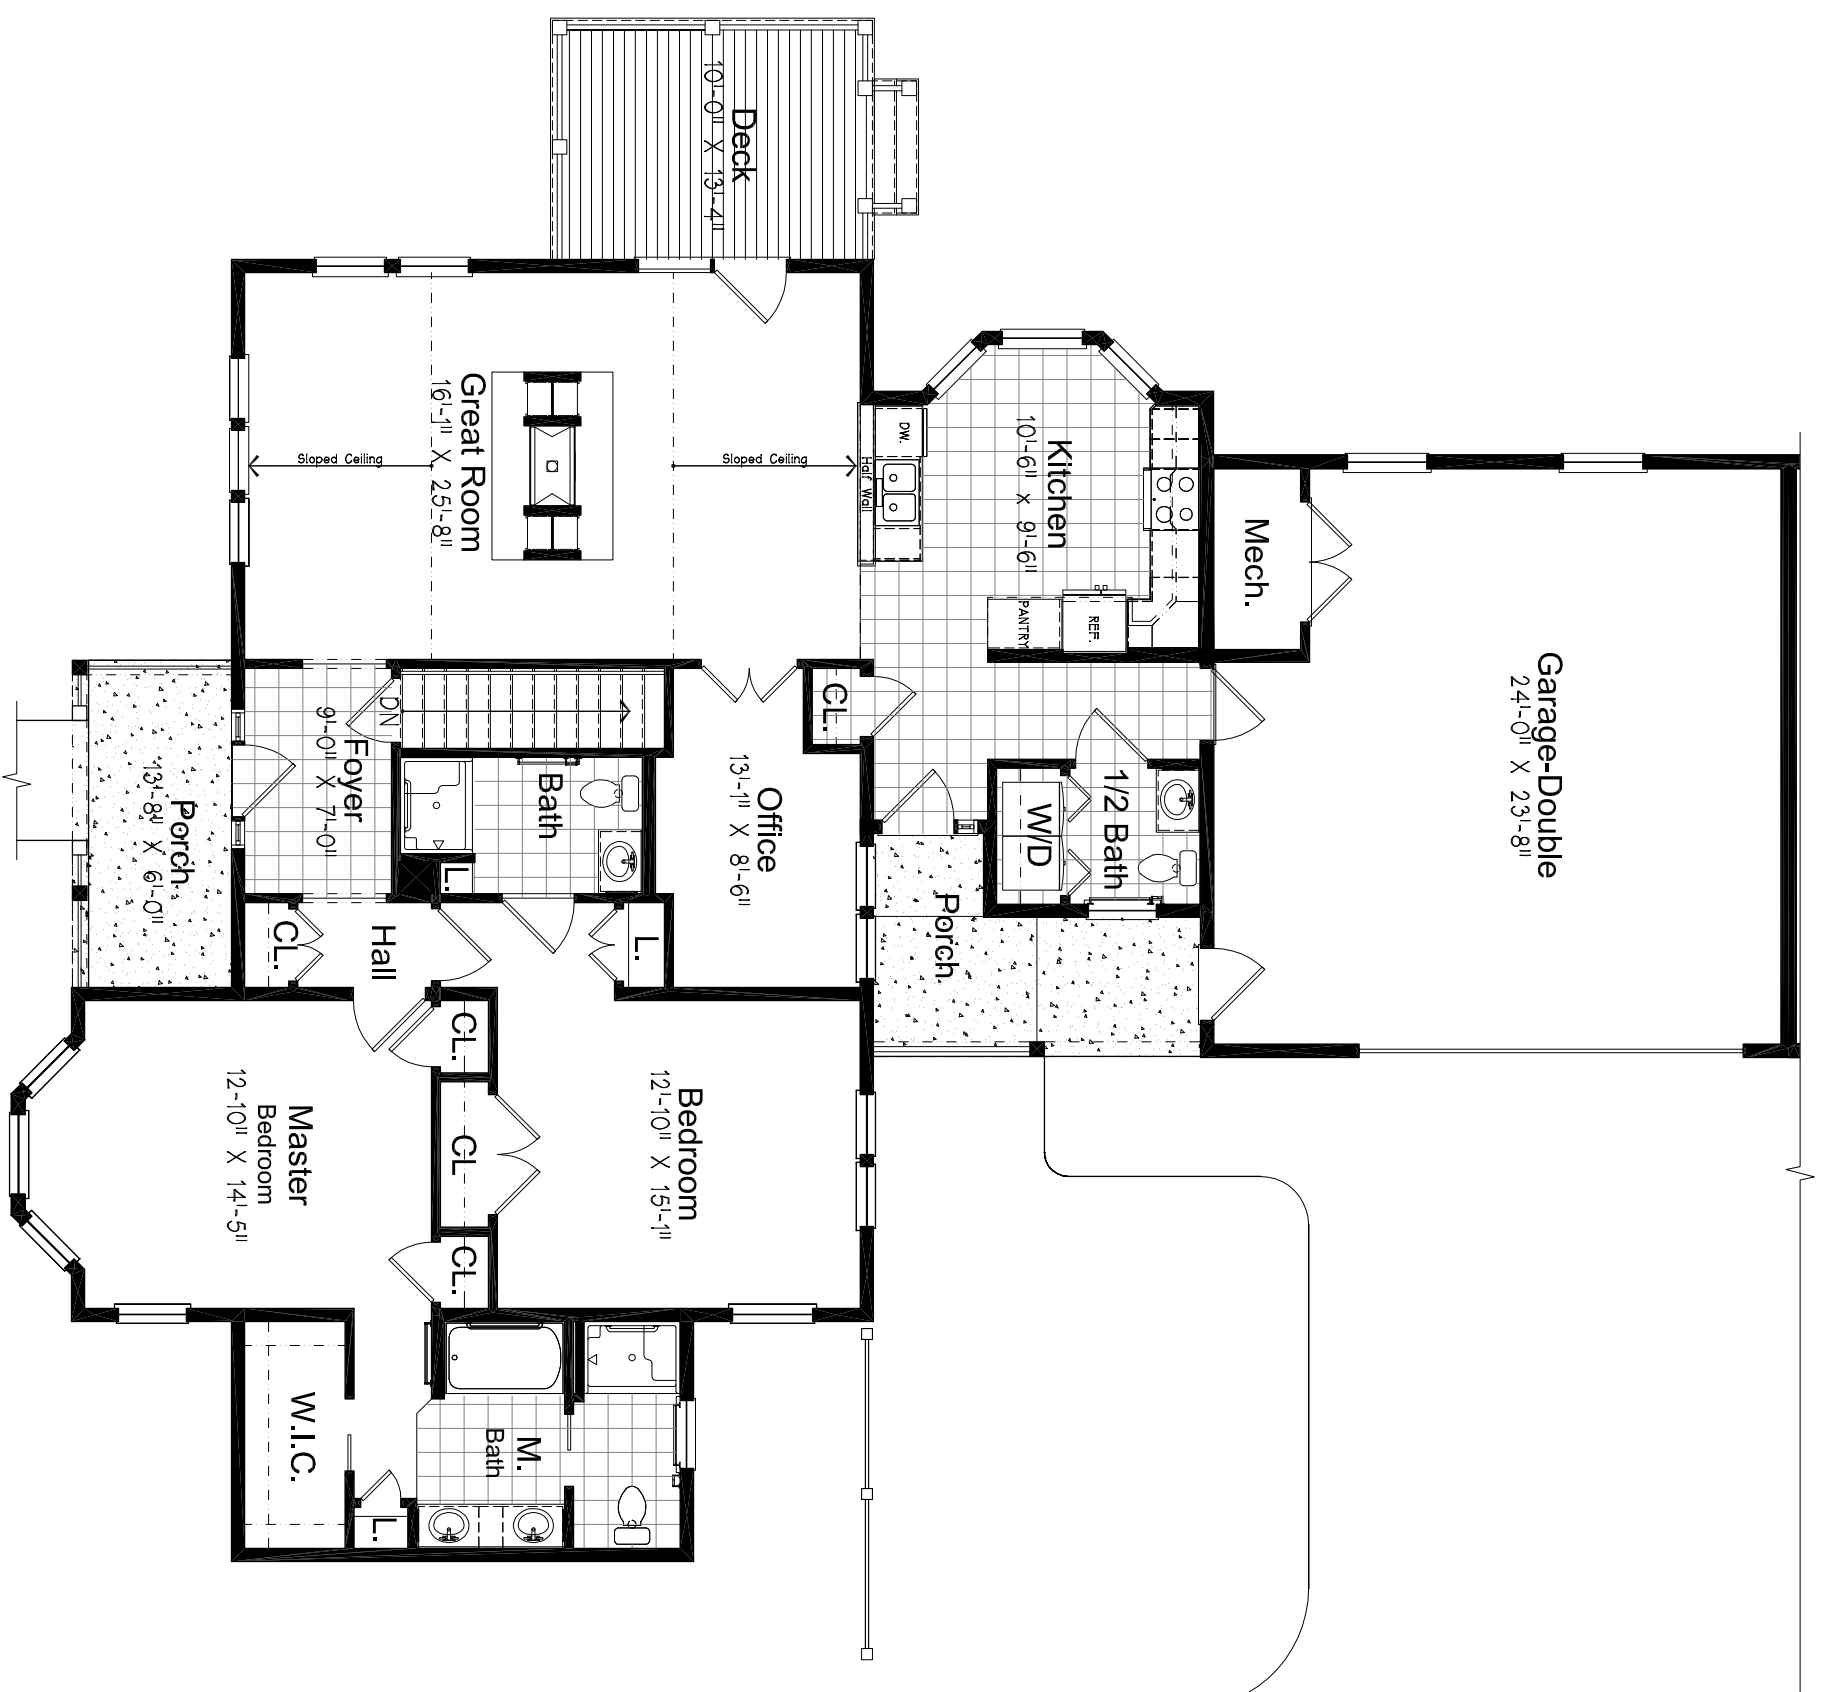 Deck
10'-0" X 13'-4"
Great Room
16'-1" X 25'-8"
Sloped Ceiling
Sloped Ceiling
Half Wall
DW.
Kitchen
10'-6" x 9'-6"
PANTRY
REF.
Mech.
Garage-Double
24'-0" X 23'-8"
CL.
DN
Foyer
9'-0" X 7'-0"
Porch
13'-8" X 6'-0"
Bath
L.
Office
13'-1" X 8'-6"
1/2 Bath
W/D
Porch
CL.
Hall
L.
CL.
CL
CL.
Bedroom
12'-10" X 15'-1"
Master
Bedroom
12'-10" X 14'-5"
W.I.C.
M.
Bath
L.